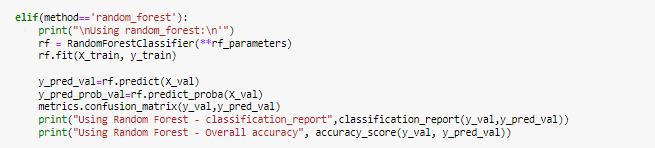 elif(method=='random_forest'):
    print("\nUsing random_forest:\n'")
    rf = RandomForestClassifier(**rf_parameters)
    rf.fit(X_train, y_train)

    y_pred_val=rf.predict(X_val)
    y_pred_prob_val=rf.predict_proba(X_val)
    metrics.confusion_matrix(y_val,y_pred_val)
    print("Using Random Forest - classification_report",classification_report(y_val,y_pred_val))
    print("Using Random Forest - Overall accuracy", accuracy_score(y_val, y_pred_val))